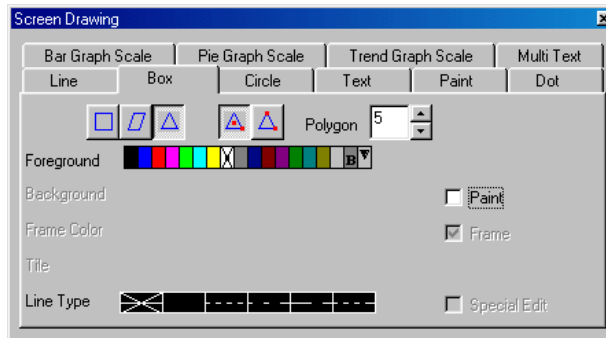 Screen Drawing
Bar Graph Scale Pie Graph Scale Trend Graph Scale Multi Text
Line Box Circle Text Paint Dot
Polygon 5
Foreground B
Background Paint
Frame Color Frame
Tile
Line Type Special Edit